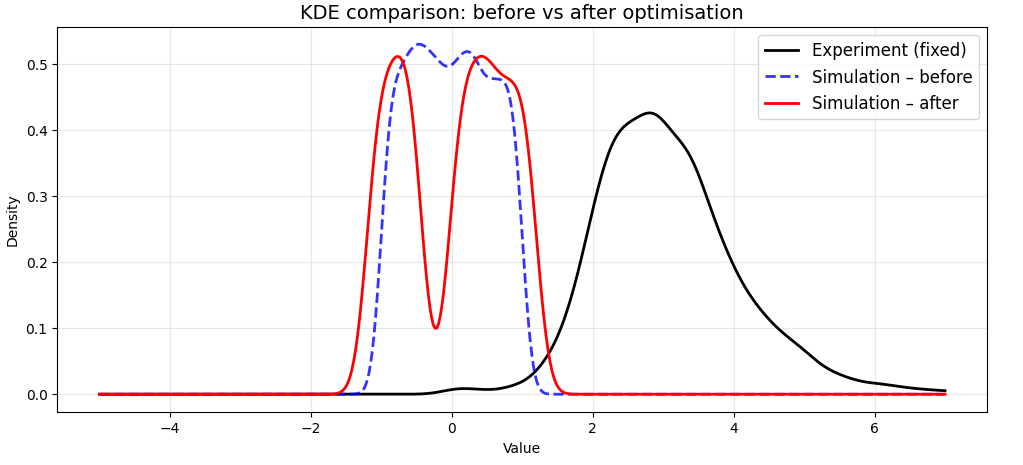 KDE comparison: before vs after optimisation
Experiment (fixed)
Simulation – before
Simulation – after
Density
0.5
0.4
0.3
0.2
0.1
0.0
−4
−2
0
2
4
6
Value